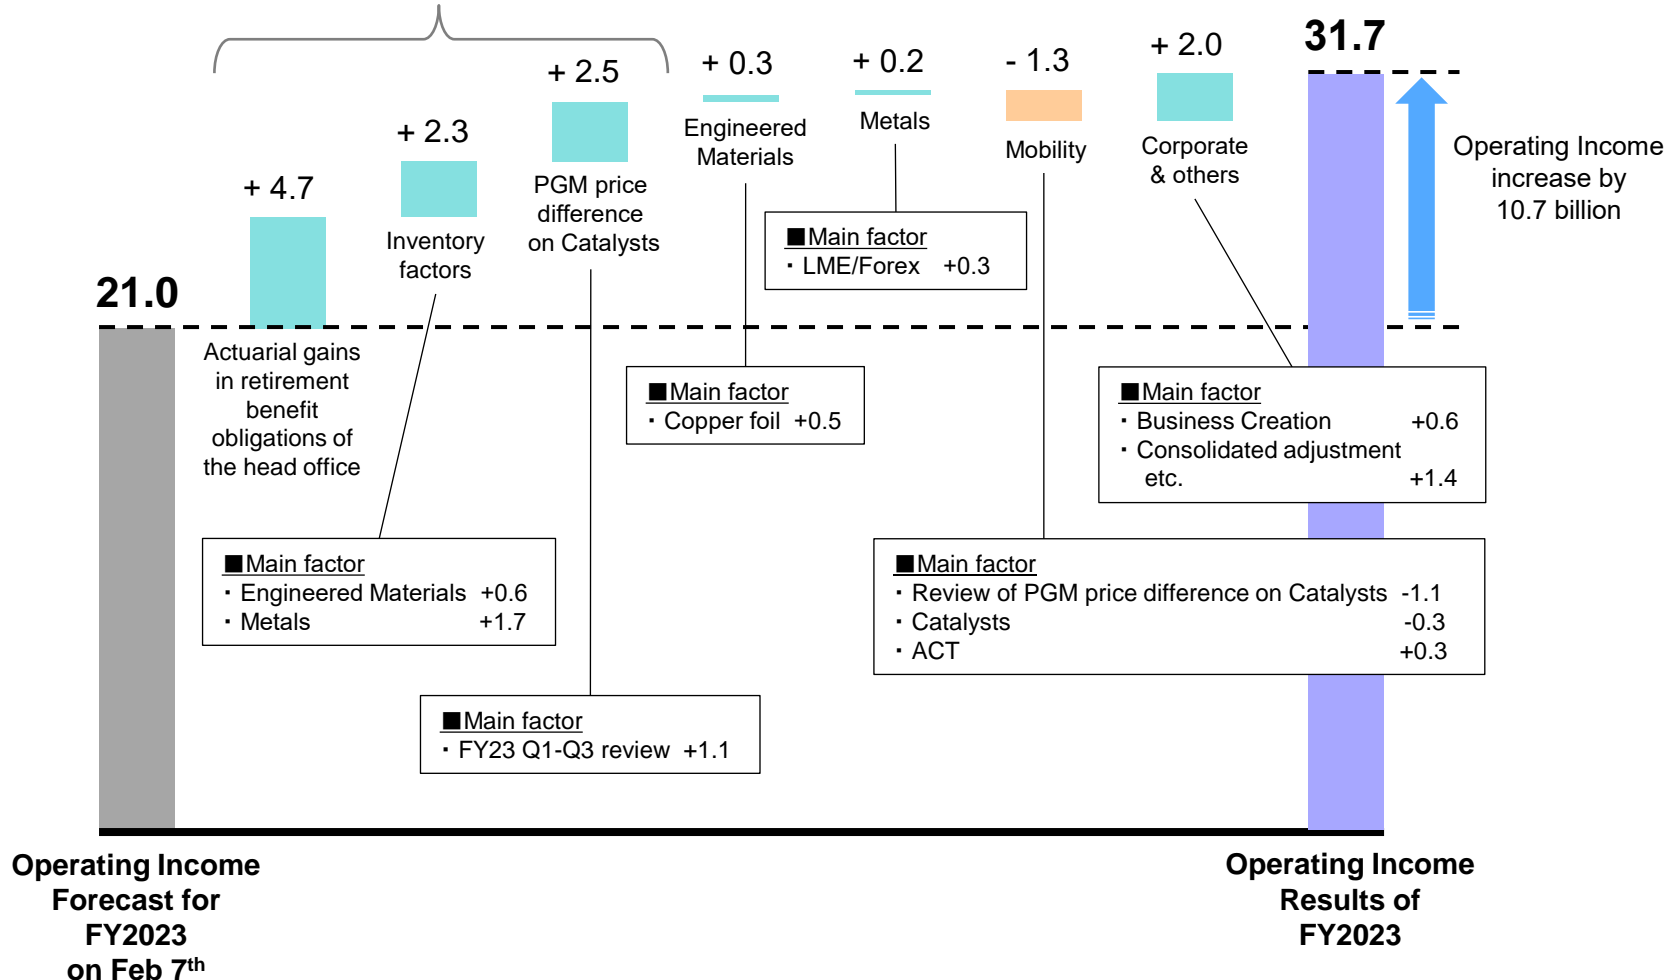 31.7
+ 2.0
+ 0.3
+ 0.2
- 1.3
+ 2.5
+ 2.3
+ 4.7
21.0
Engineered
Materials
Metals
Mobility
Corporate
& others
Operating Income
increase by
10.7 billion
PGM price
difference
on Catalysts
Inventory
factors
Actuarial gains
in retirement
benefit
obligations of
the head office
■Main factor
・LME/Forex +0.3
■Main factor
・Copper foil +0.5
■Main factor
・Business Creation +0.6
・Consolidated adjustment
etc. +1.4
■Main factor
・Engineered Materials +0.6
・Metals +1.7
■Main factor
・Review of PGM price difference on Catalysts -1.1
・Catalysts -0.3
・ACT +0.3
■Main factor
・FY23 Q1-Q3 review +1.1
Operating Income
Forecast for
FY2023
on Feb 7th
Operating Income
Results of
FY2023